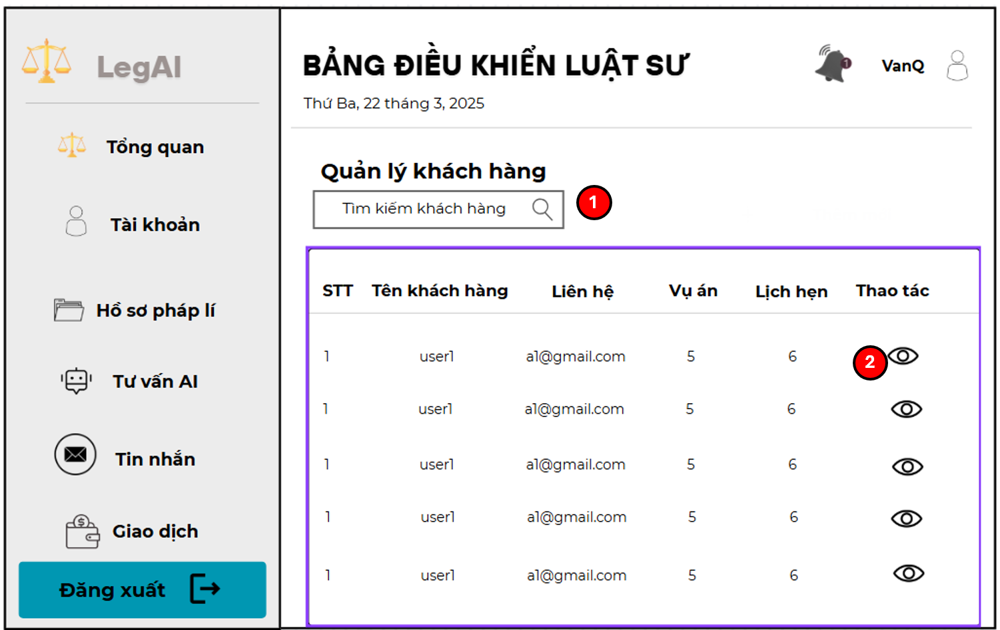 LegAI
Tổng quan
Tài khoản
Hồ sơ pháp lí
Tư vấn AI
Tin nhắn
Giao dịch
Đăng xuất
BẢNG ĐIỀU KHIỂN LUẬT SƯ
1
VanQ
Thứ Ba, 22 tháng 3, 2025
Quản lý khách hàng
Tìm kiếm khách hàng
1
STT Tên khách hàng Liên hệ Vụ án Lịch hẹn Thao tác
1 user1 a1@gmail.com 5 6 2
1 user1 a1@gmail.com 5 6
1 user1 a1@gmail.com 5 6
1 user1 a1@gmail.com 5 6
1 user1 a1@gmail.com 5 6